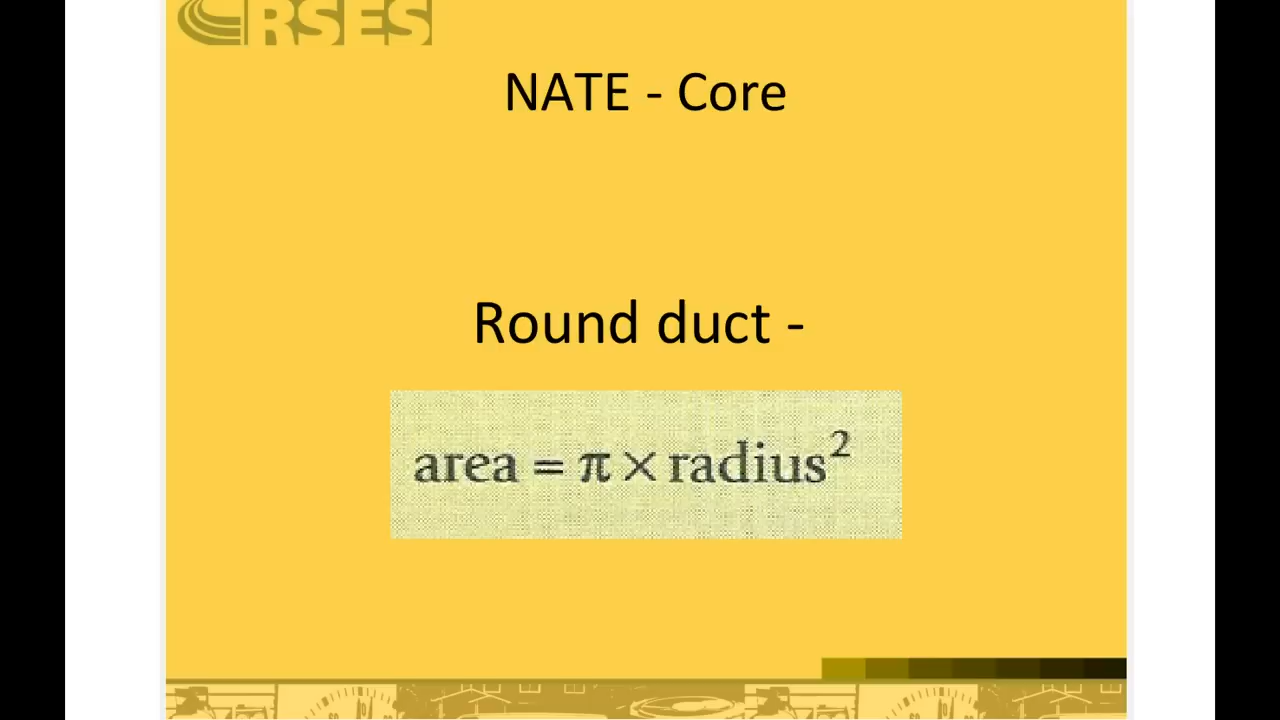 RSES
NATE - Core
Round duct -
area = π × radius²